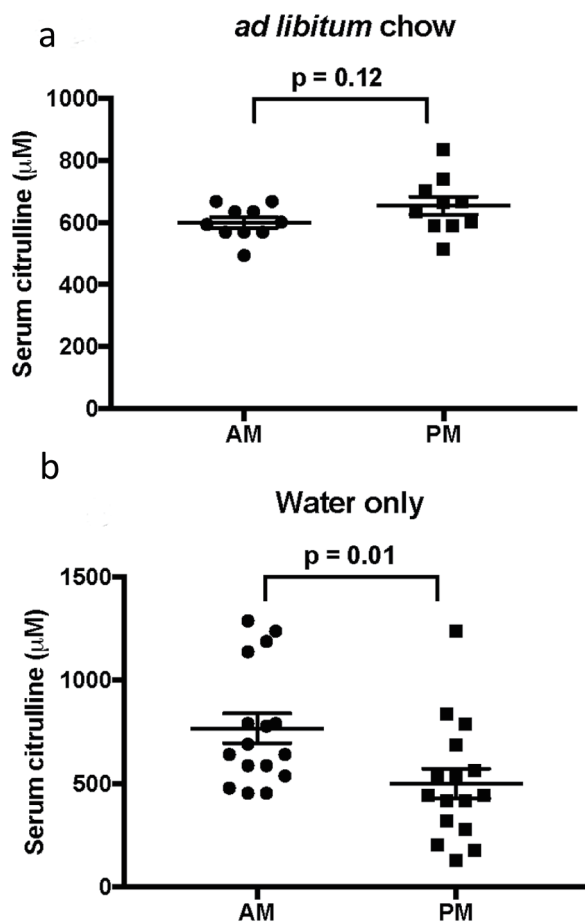 a
ad libitum chow
p = 0.12
1000
800
600
400
200
0
Serum citrulline (µM)
AM PM
b
Water only
p = 0.01
1500
1000
500
0
Serum citrulline (µM)
AM PM